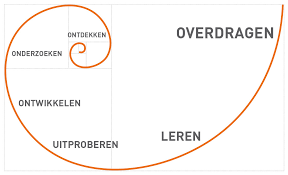 ONTDEKKEN
ONDERZOEKEN
ONTWIKKELEN
UITPROBEREN
LEREN
OVERDRAGEN